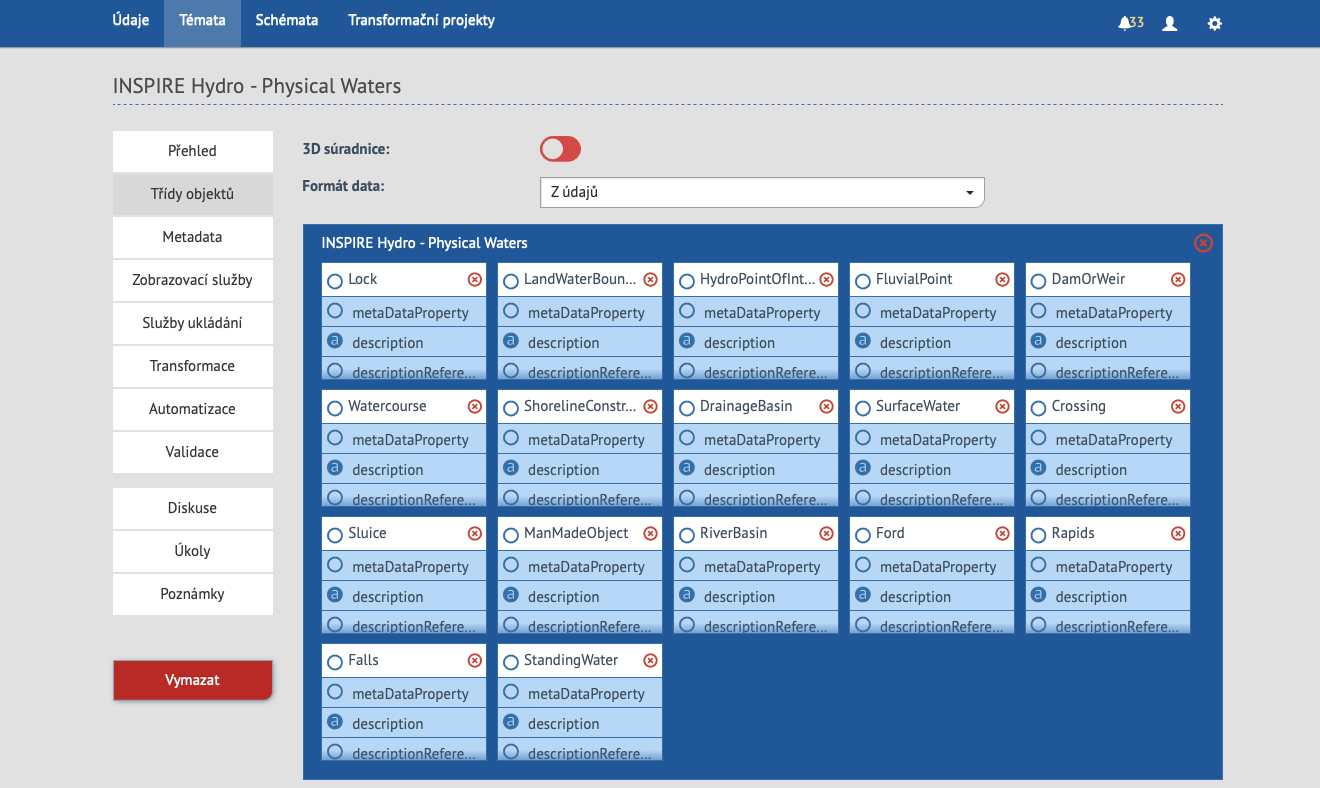 Údaje Témata Schémata Transformační projekty 33
INSPIRE Hydro - Physical Waters
Přehled
Třídy objektů
Metadata
Zobrazovací služby
Služby ukládání
Transformace
Automatizace
Validace
Diskuse
Úkoly
Poznámky
Vymazat
3D súradnice:
Formát data: Z údajů
INSPIRE Hydro - Physical Waters
Lock LandWaterBoun... HydroPointOfInt... FluvialPoint DamOrWeir
metaDataProperty metaDataProperty metaDataProperty metaDataProperty metaDataProperty
a description a description a description a description a description
descriptionRefere... descriptionRefere... descriptionRefere... descriptionRefere... descriptionRefere...
Watercourse ShorelineConstr... DrainageBasin SurfaceWater Crossing
metaDataProperty metaDataProperty metaDataProperty metaDataProperty metaDataProperty
a description a description a description a description a description
descriptionRefere... descriptionRefere... descriptionRefere... descriptionRefere... descriptionRefere...
Sluice ManMadeObject RiverBasin Ford Rapids
metaDataProperty metaDataProperty metaDataProperty metaDataProperty metaDataProperty
a description a description a description a description a description
descriptionRefere... descriptionRefere... descriptionRefere... descriptionRefere... descriptionRefere...
Falls StandingWater
metaDataProperty metaDataProperty
a description a description
descriptionRefere... descriptionRefere...